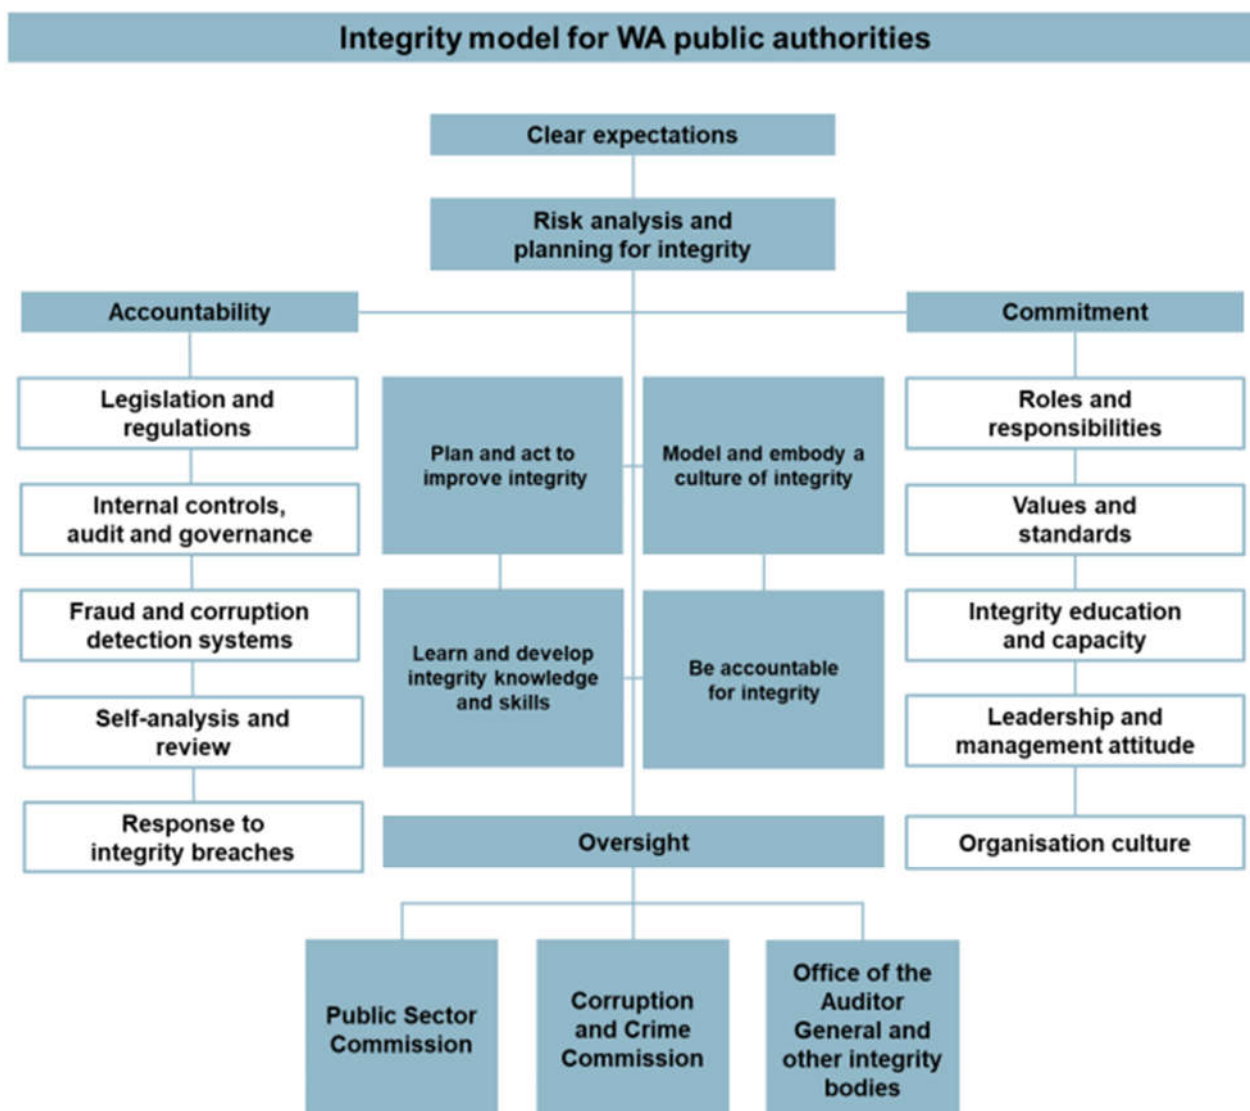 Integrity model for WA public authorities
Clear expectations
Risk analysis and
planning for integrity
Accountability
Legislation and
regulations
Internal controls,
audit and governance
Fraud and corruption
detection systems
Self-analysis and
review
Response to
integrity breaches
Plan and act to
improve integrity
Model and embody a
culture of integrity
Learn and develop
integrity knowledge
and skills
Be accountable
for integrity
Commitment
Roles and
responsibilities
Values and
standards
Integrity education
and capacity
Leadership and
management attitude
Organisation culture
Oversight
Public Sector
Commission
Corruption
and Crime
Commission
Office of the
Auditor
General and
other integrity
bodies